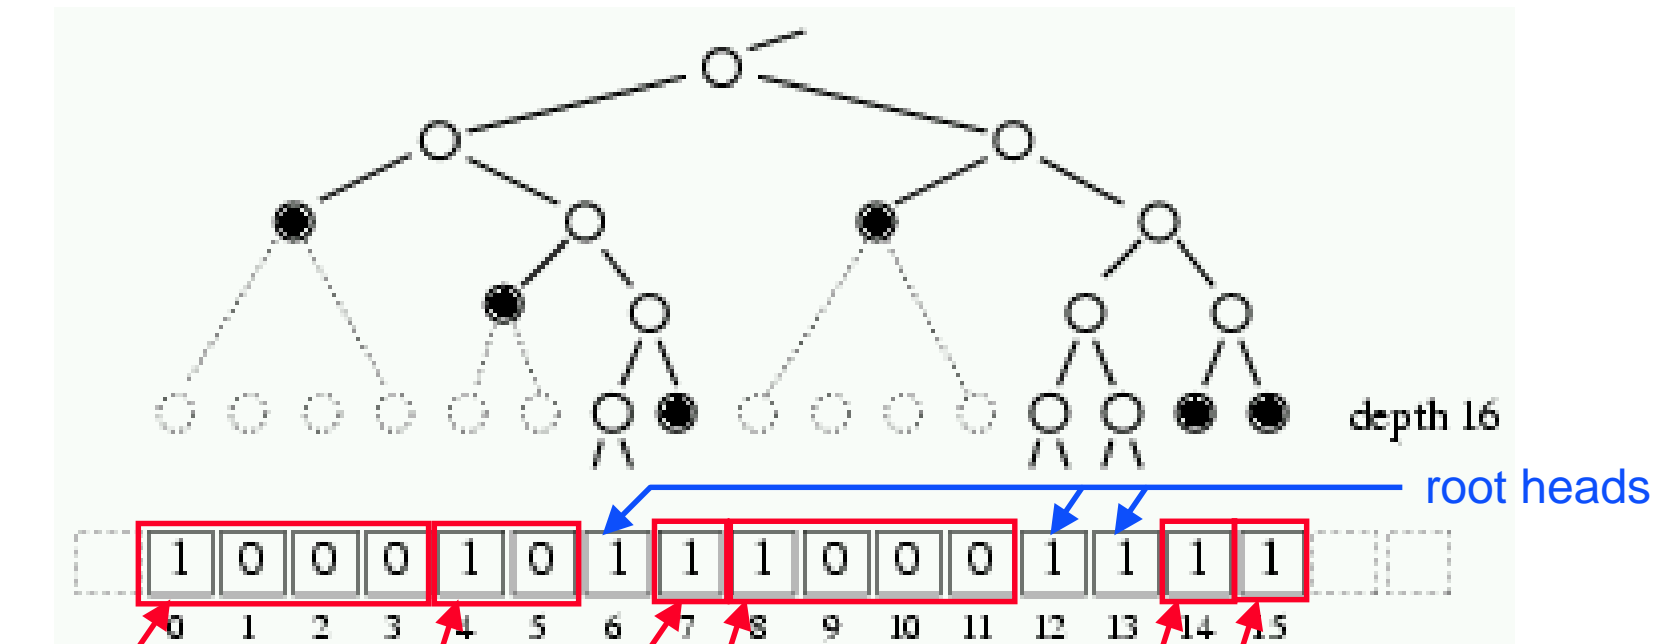 depth 16
root heads
1 0 0 0 1 0 1 1 1 0 0 0 1 1 1 1
0 1 2 3 4 5 6 7 8 9 10 11 12 13 14 15